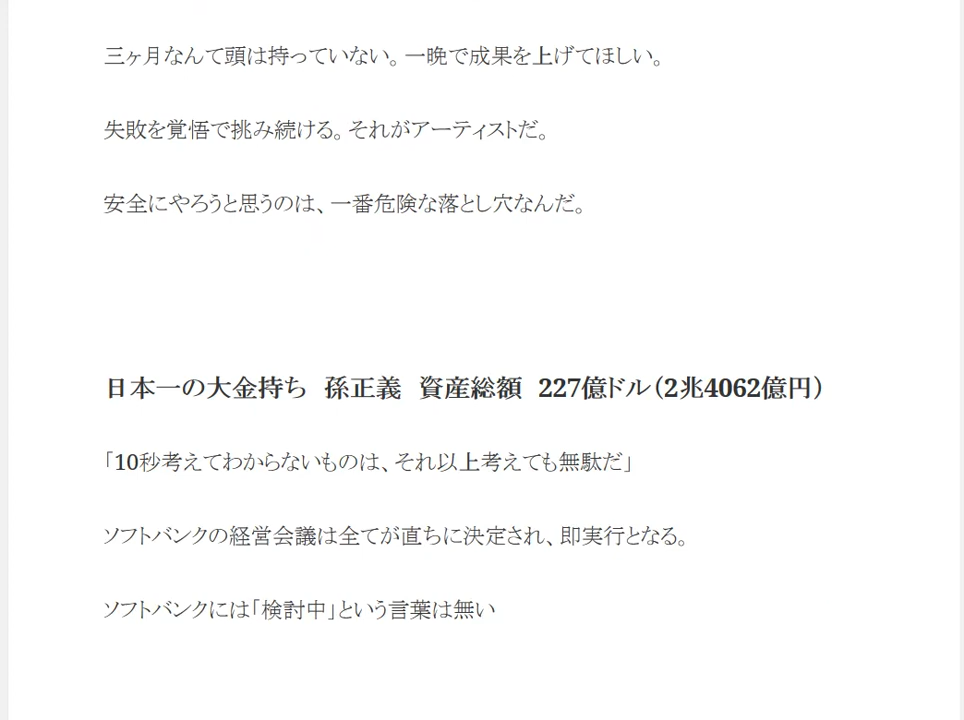 三ヶ月なんて頭は持っていない。一晩で成果を上げてほしい。
失敗を覚悟で挑み続ける。それがアーティストだ。
安全にやろうと思うのは、一番危険な落とし穴なんだ。
日本一の大金持ち　孫正義　資産総額　227億ドル（2兆4062億円）
「10秒考えてわからないものは、それ以上考えても無駄だ」
ソフトバンクの経営会議は全てが直ちに決定され、即実行となる。
ソフトバンクには「検討中」という言葉は無い